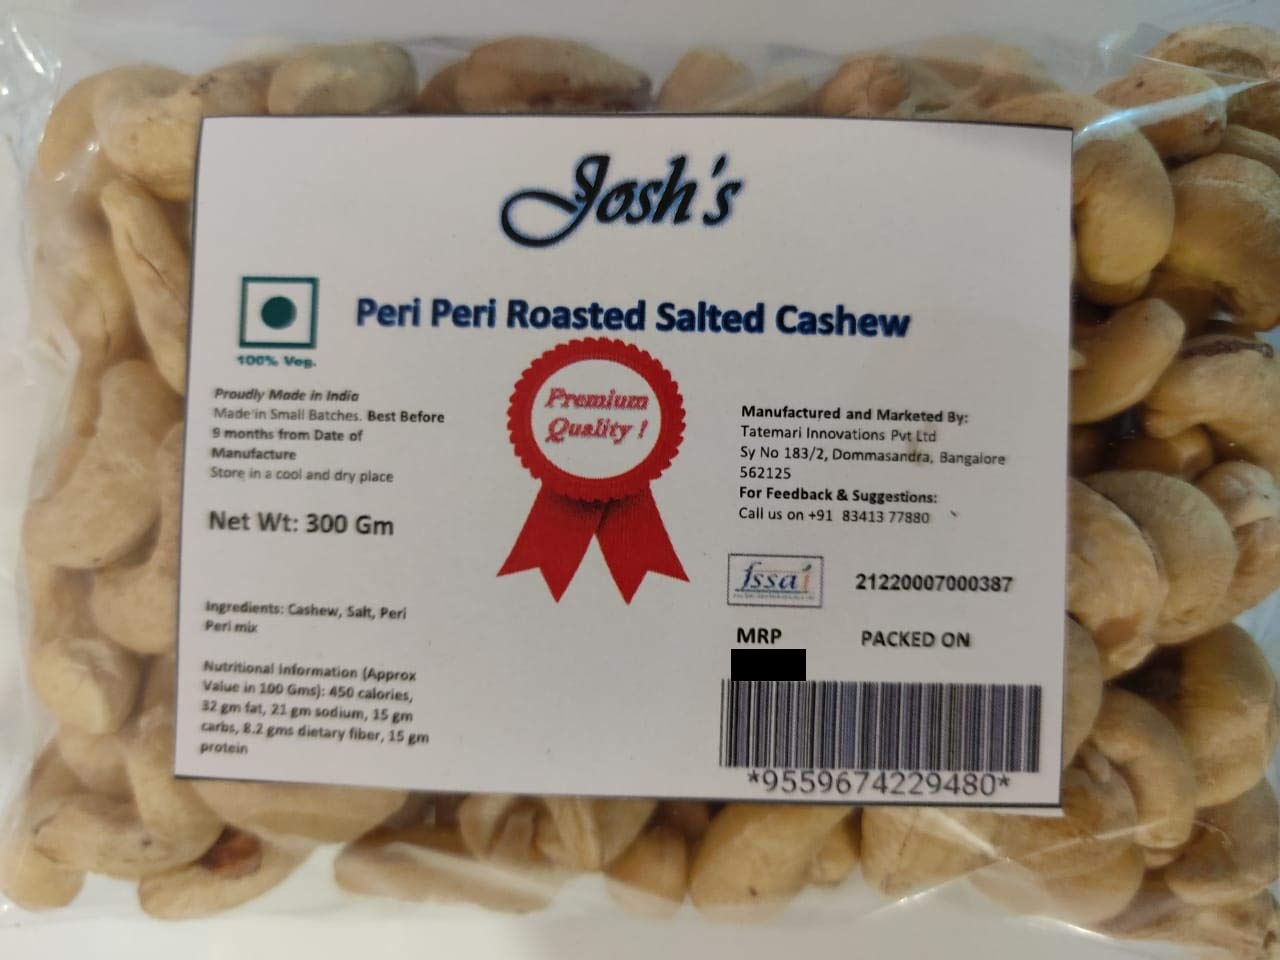 Josh's
Peri Peri Roasted Salted Cashew
100% Veg.
Proudly Made in India
Made in Small Batches. Best Before
9 months from Date of
Manufacture
Store in a cool and dry place
Net Wt: 300 Gm
Ingredients: Cashew, Salt, Peri
Peri mix
Nutritional Information (Approx
Value in 100 Gms): 450 calories,
32 gm fat, 21 gm sodium, 15 gm
carbs, 8.2 gms dietary fiber, 15 gm
protein
Premium
Quality !
Manufactured and Marketed By:
Tatemari Innovations Pvt Ltd
Sy No 183/2, Dommasandra, Bangalore
562125
For Feedback & Suggestions:
Call us on +91 83413 77880
fssai
21220007000387
MRP PACKED ON
*9559674229480*